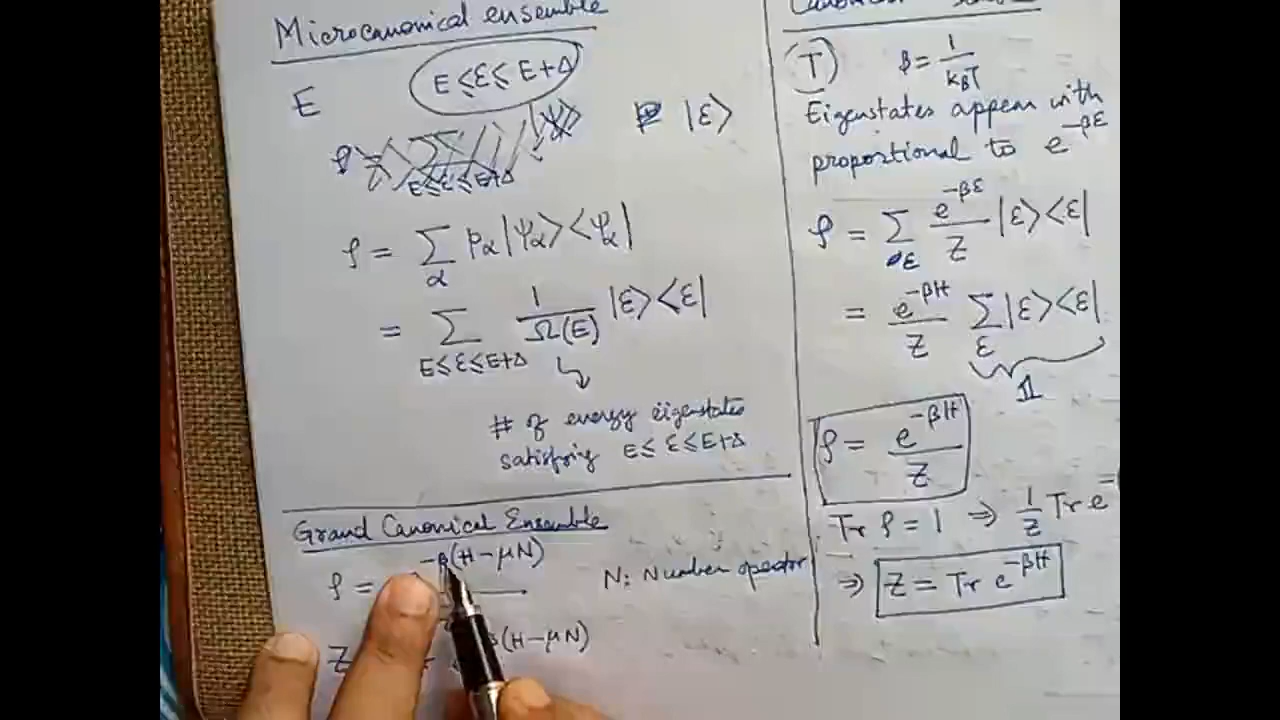 Microcanonical ensemble
E E ≤ ε ≤ E+Δ
|ε⟩
E ≤ ε ≤ E+Δ
ρ = Σ_α p_α |ψ_α⟩⟨ψ_α|
= Σ_{E≤ε≤E+Δ} 1/Ω(E) |ε⟩⟨ε|
# of energy eigenstates
satisfying E ≤ ε ≤ E+Δ
Grand Canonical Ensemble
ρ = -β(H-μN)
N: Number opertor
Z β(H-μN)
T β = 1/k_BT
Eigenstates appear with
proportional to e^{-βε}
ρ = Σ_ε e^{-βε}/Z |ε⟩⟨ε|
= e^{-βH}/Z Σ_ε |ε⟩⟨ε|
𝟙
ρ = e^{-βH}/Z
Tr ρ = 1 ⇒ 1/Z Tr e^-
⇒ Z = Tr e^{-βH}